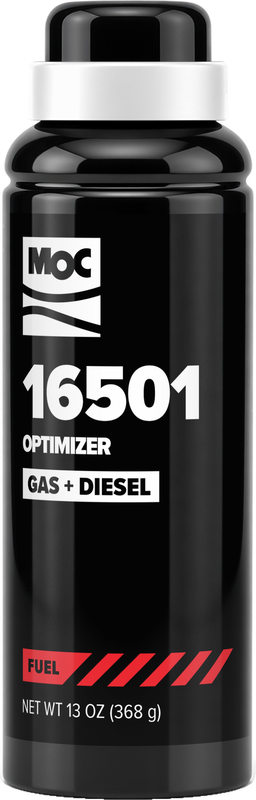 MOC
16501
OPTIMIZER
GAS + DIESEL
FUEL
NET WT 13 OZ (368 g)